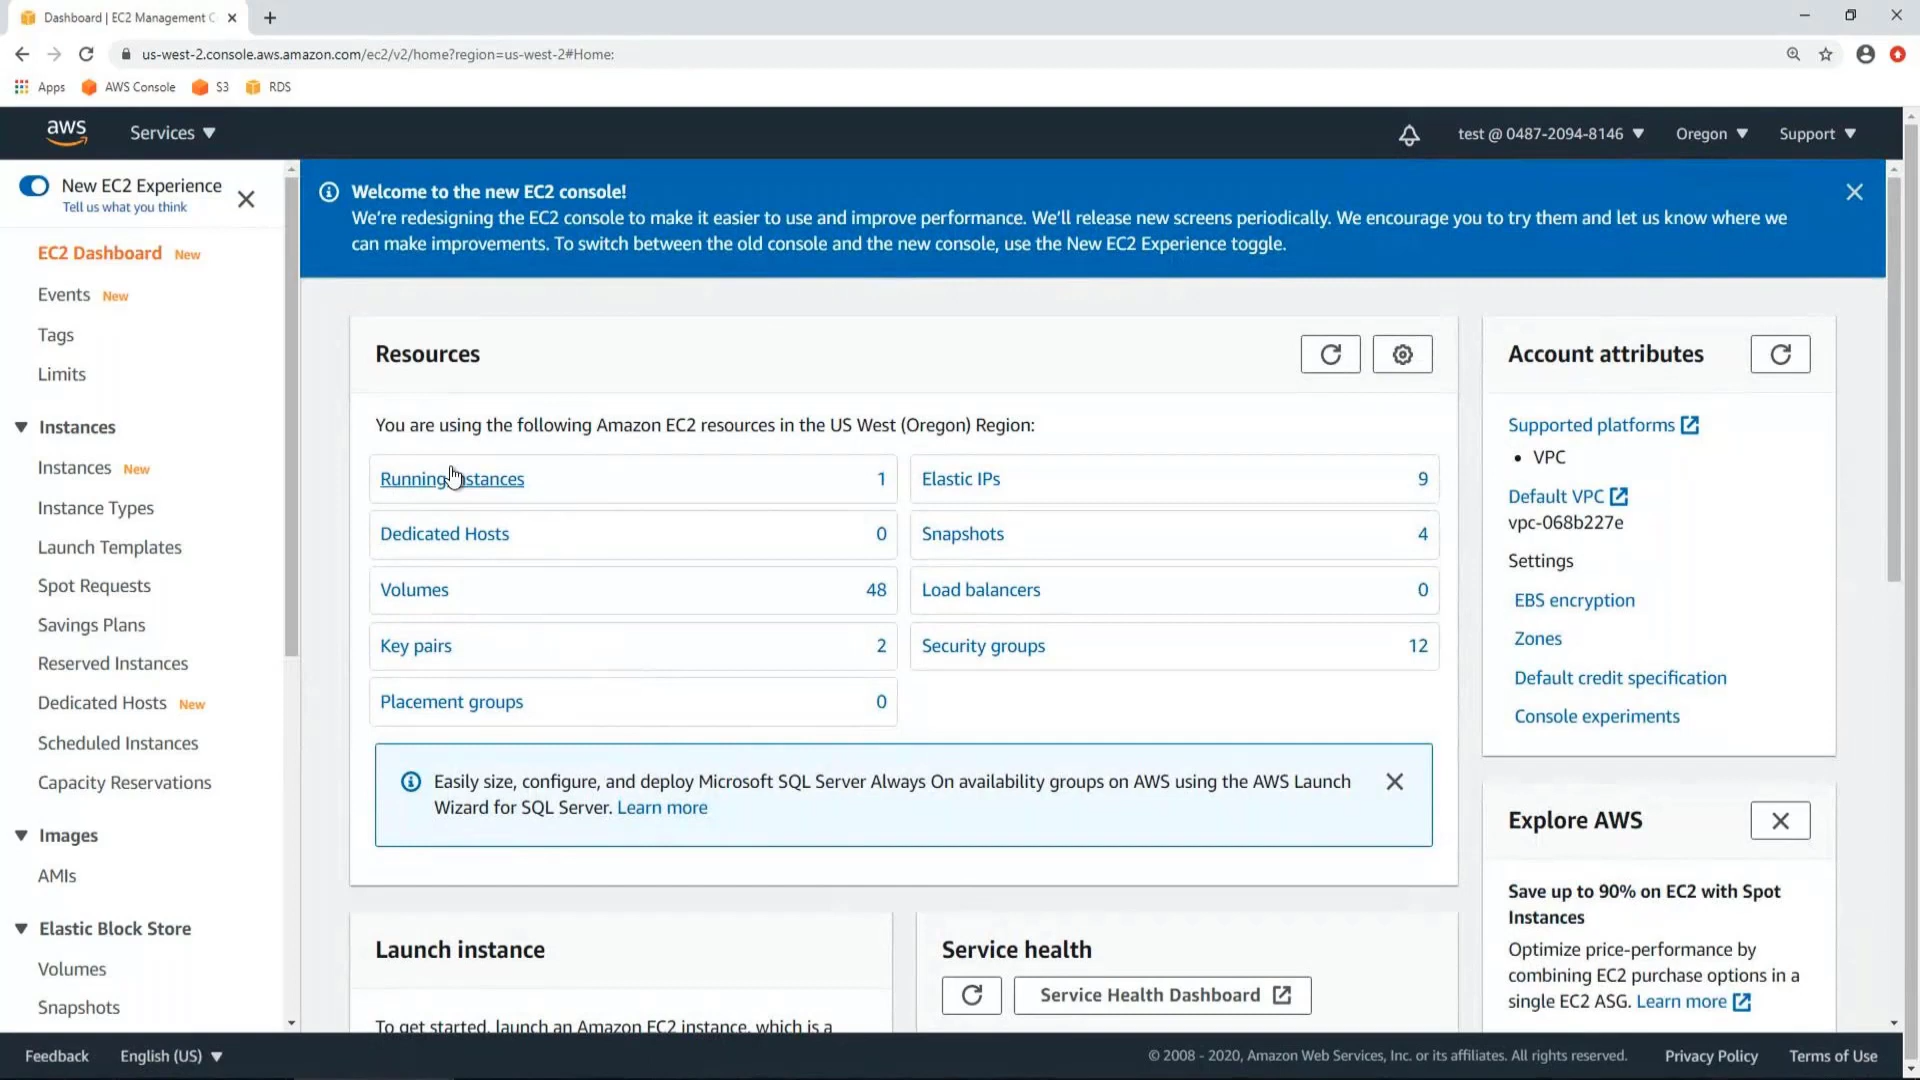 Dashboard | EC2 Management C
us-west-2.console.aws.amazon.com/ec2/v2/home?region=us-west-2#Home:
Apps
AWS Console
S3
RDS
aws
Services
test @ 0487-2094-8146
Oregon
Support
New EC2 Experience
Tell us what you think
EC2 Dashboard New
Events New
Tags
Limits
Instances
Instances New
Instance Types
Launch Templates
Spot Requests
Savings Plans
Reserved Instances
Dedicated Hosts New
Scheduled Instances
Capacity Reservations
Images
AMIs
Elastic Block Store
Volumes
Snapshots
Welcome to the new EC2 console!
We're redesigning the EC2 console to make it easier to use and improve performance. We'll release new screens periodically. We encourage you to try them and let us know where we
can make improvements. To switch between the old console and the new console, use the New EC2 Experience toggle.
Resources
You are using the following Amazon EC2 resources in the US West (Oregon) Region:
Running instances 1
Elastic IPs 9
Dedicated Hosts 0
Snapshots 4
Volumes 48
Load balancers 0
Key pairs 2
Security groups 12
Placement groups 0
Easily size, configure, and deploy Microsoft SQL Server Always On availability groups on AWS using the AWS Launch
Wizard for SQL Server. Learn more
Launch instance
To get started, launch an Amazon EC2 instance, which is a
Service health
Service Health Dashboard
Account attributes
Supported platforms
• VPC
Default VPC
vpc-068b227e
Settings
EBS encryption
Zones
Default credit specification
Console experiments
Explore AWS
Save up to 90% on EC2 with Spot
Instances
Optimize price-performance by
combining EC2 purchase options in a
single EC2 ASG. Learn more
Feedback
English (US)
© 2008 - 2020, Amazon Web Services, Inc. or its affiliates. All rights reserved.
Privacy Policy
Terms of Use